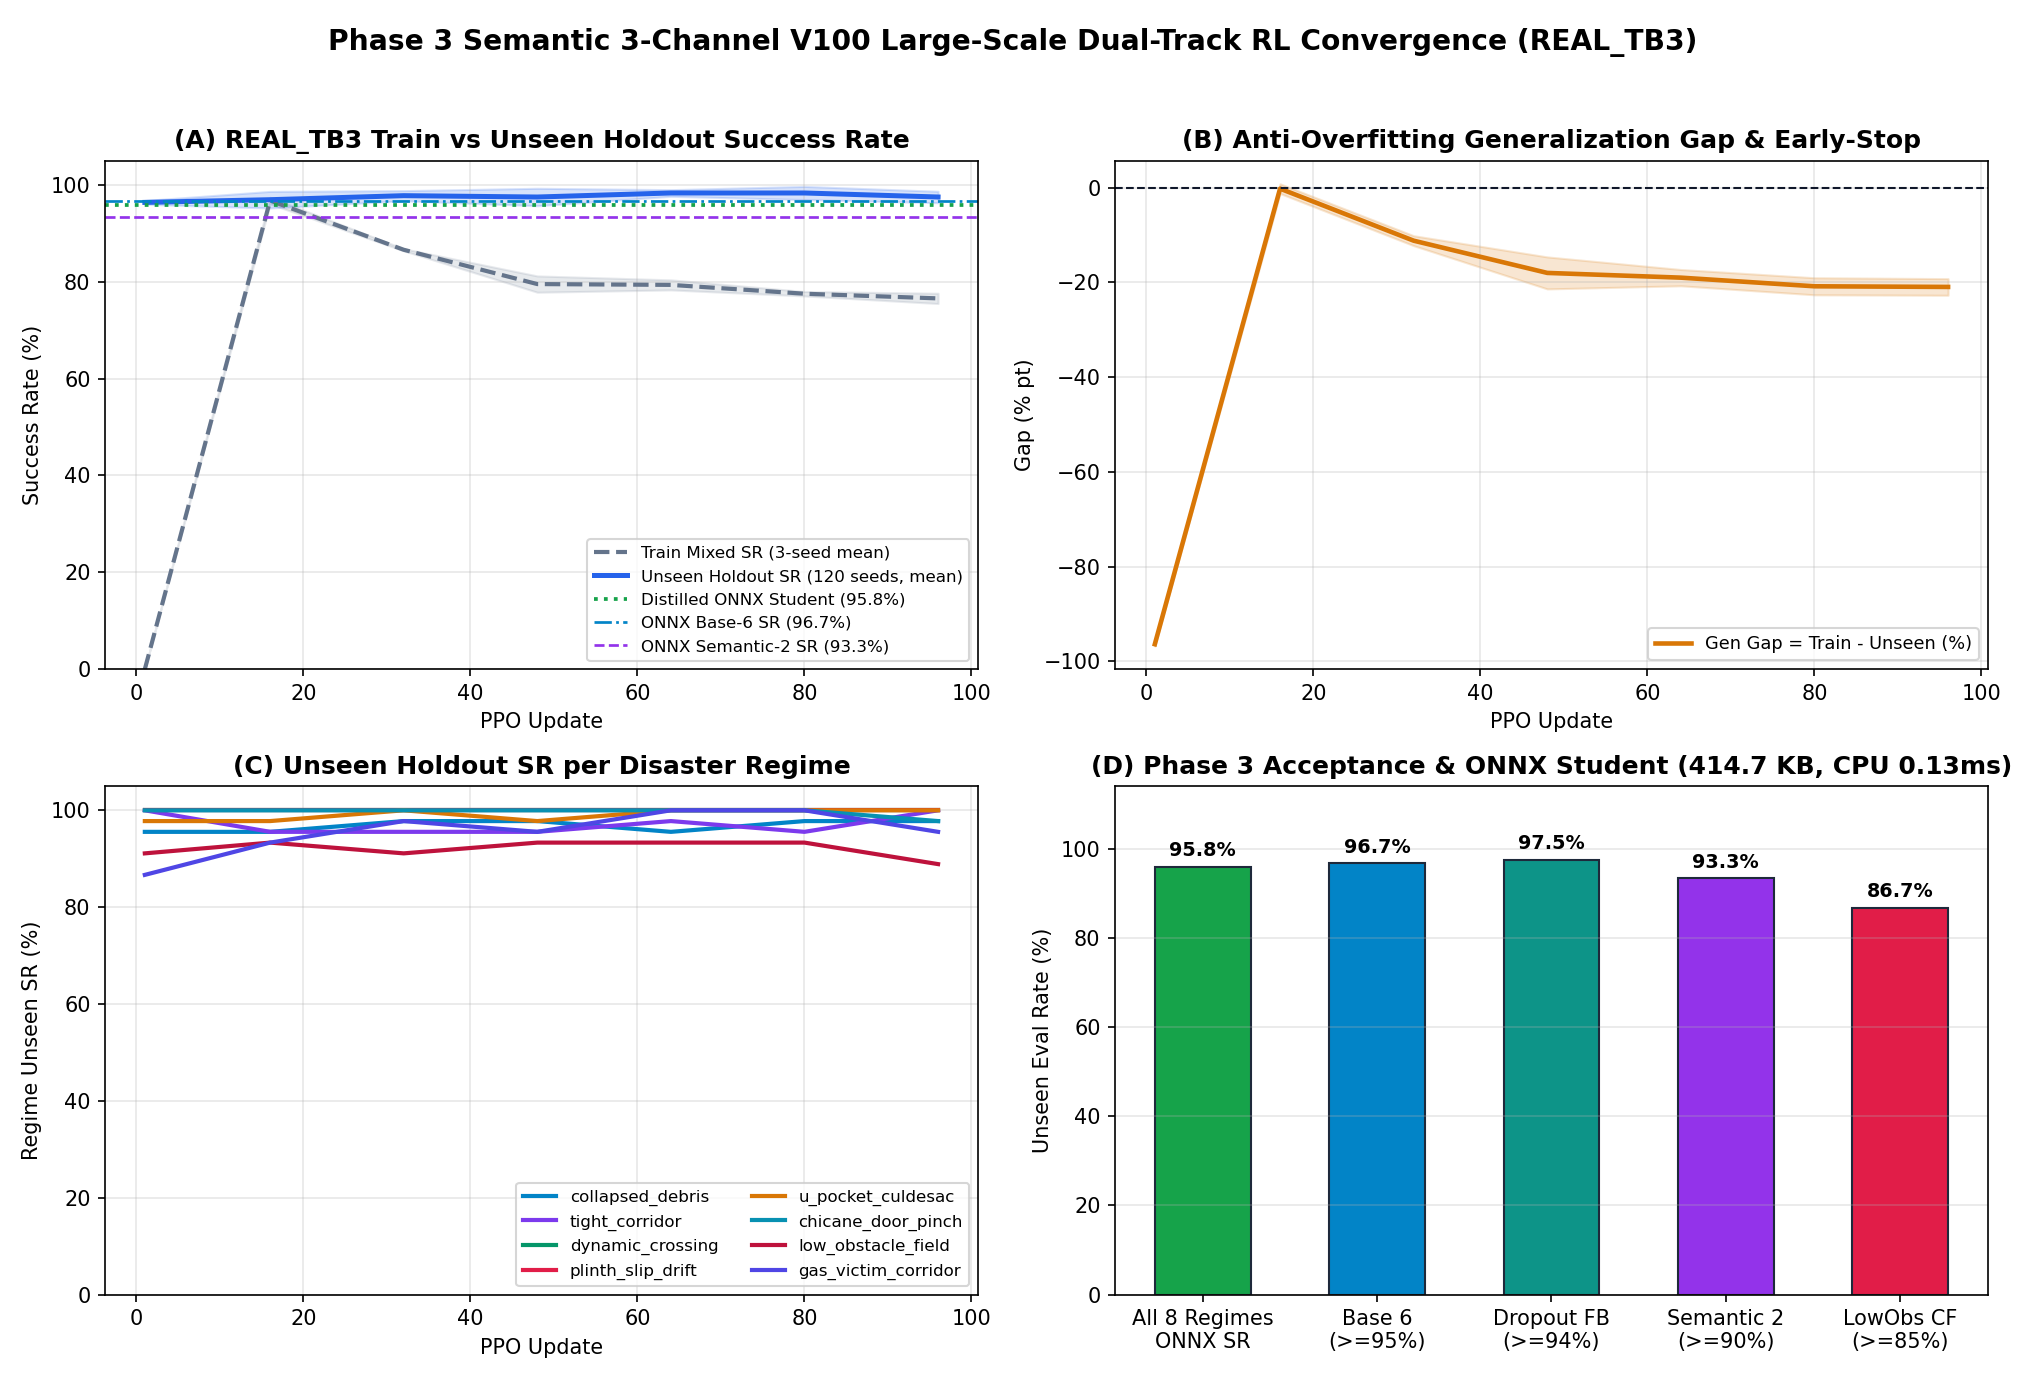 Phase 3 Semantic 3-Channel V100 Large-Scale Dual-Track RL Convergence (REAL_TB3)
(A) REAL_TB3 Train vs Unseen Holdout Success Rate
Success Rate (%)
100
80
60
40
20
0
0 20 40 60 80 100
PPO Update
Train Mixed SR (3-seed mean)
Unseen Holdout SR (120 seeds, mean)
Distilled ONNX Student (95.8%)
ONNX Base-6 SR (96.7%)
ONNX Semantic-2 SR (93.3%)
(B) Anti-Overfitting Generalization Gap & Early-Stop
Gap (% pt)
0
−20
−40
−60
−80
−100
0 20 40 60 80 100
PPO Update
Gen Gap = Train - Unseen (%)
(C) Unseen Holdout SR per Disaster Regime
Regime Unseen SR (%)
100
80
60
40
20
0
0 20 40 60 80 100
PPO Update
collapsed_debris
tight_corridor
dynamic_crossing
plinth_slip_drift
u_pocket_culdesac
chicane_door_pinch
low_obstacle_field
gas_victim_corridor
(D) Phase 3 Acceptance & ONNX Student (414.7 KB, CPU 0.13ms)
Unseen Eval Rate (%)
100
80
60
40
20
0
95.8%
96.7%
97.5%
93.3%
86.7%
All 8 Regimes
ONNX SR
Base 6
(>=95%)
Dropout FB
(>=94%)
Semantic 2
(>=90%)
LowObs CF
(>=85%)